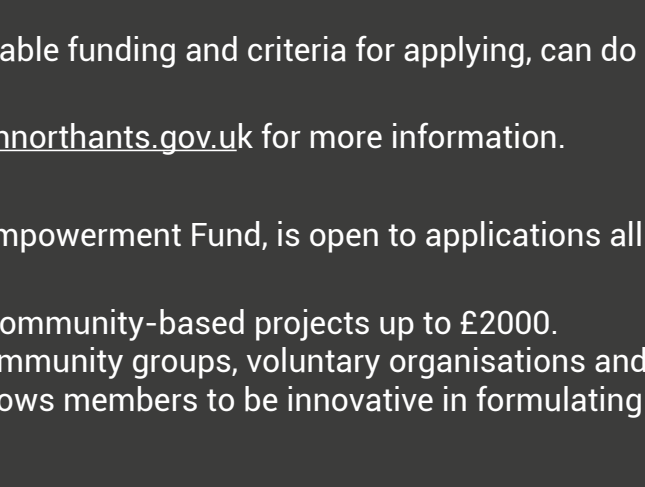 able funding and criteria for applying, can do
nnorthants.gov.uk for more information.
mpowerment Fund, is open to applications all
ommunity-based projects up to £2000.
mmunity groups, voluntary organisations and
ows members to be innovative in formulating